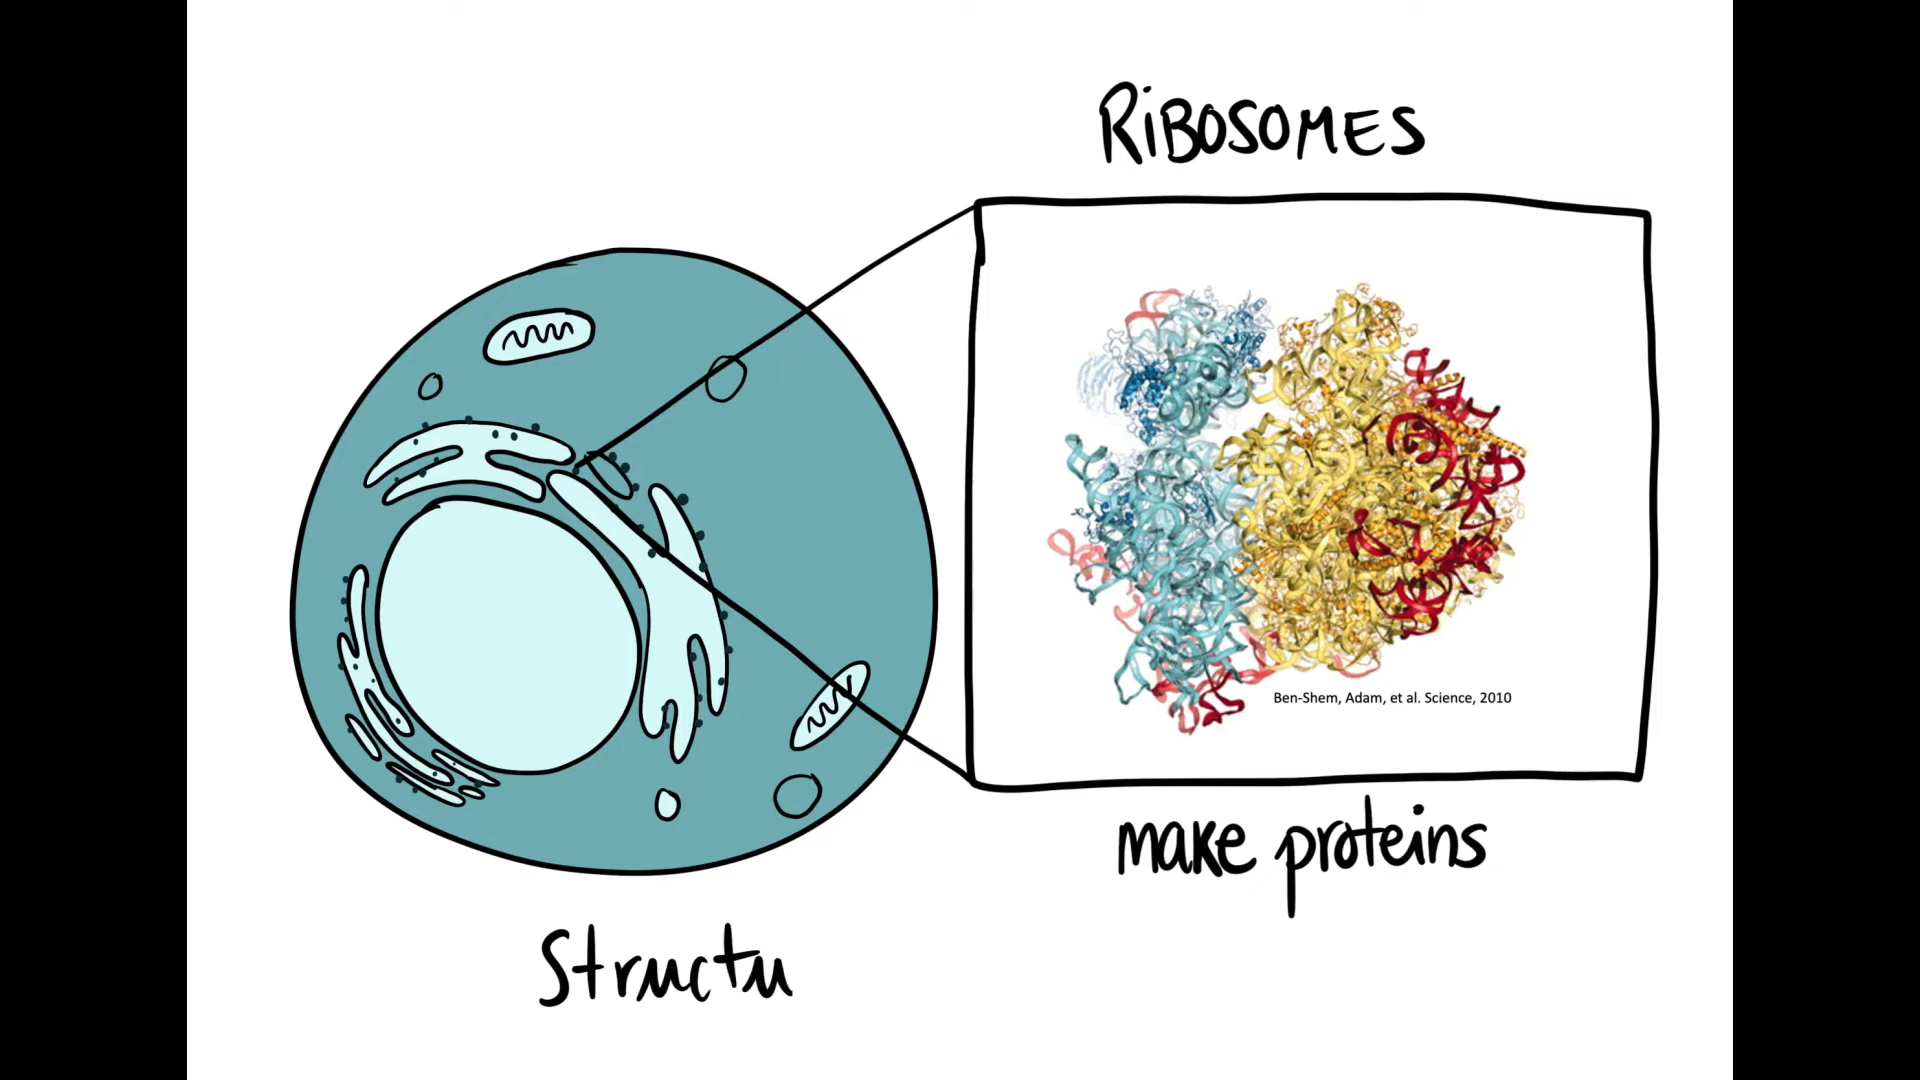 RiBOSOMES
Ben-Shem, Adam, et al. Science, 2010
make proteins
Structu